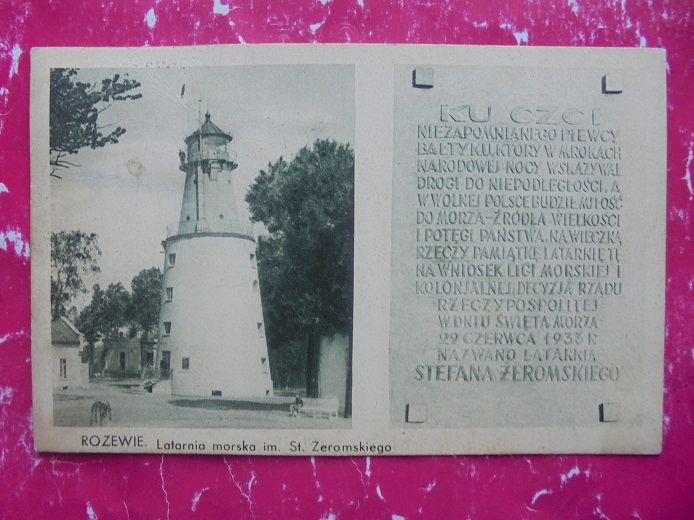 KU CZCI
NIEZAPOMNIANEGO PIEWCY
BAŁTYKU, KTÓRY W MROKACH
NARODOWEJ NOCY WSKAZYWAŁ
DROGI DO NIEPODLEGŁOŚCI, A
W WOLNEJ POLSCE BUDZIŁ MIŁOŚĆ
DO MORZA-ŹRÓDŁA WIELKOŚCI
I POTĘGI PAŃSTWA. NA WIECZNĄ
RZECZY PAMIĄTKĘ LATARNIĘ TĘ
NA WNIOSEK LIGI MORSKIEJ I
KOLONJALNEJ DECYZJĄ RZĄDU
RZECZYPOSPOLITEJ
W DNIU ŚWIĘTA MORZA
29 CZERWCA 1933 R.
NAZWANO LATARNIĄ
STEFANA ŻEROMSKIEGO
ROZEWIE. Latarnia morska im. St. Żeromskiego